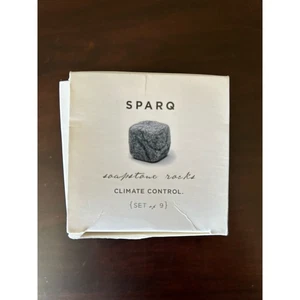 SPARQ
soapstone rocks
CLIMATE CONTROL.
{SET of 9}